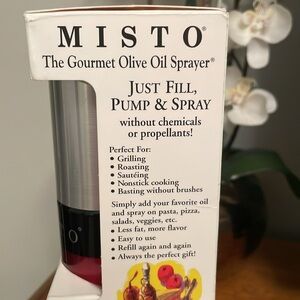 MISTO®
The Gourmet Olive Oil Sprayer®
JUST FILL,
PUMP & SPRAY
without chemicals
or propellants!
Perfect For:
• Grilling
• Roasting
• Sautéing
• Nonstick cooking
• Basting without brushes
Simply add your favorite oil
and spray on pasta, pizza,
salads, veggies, etc.
• Less fat, more flavor
• Easy to use
• Refill again and again
• Always the perfect gift!
O®